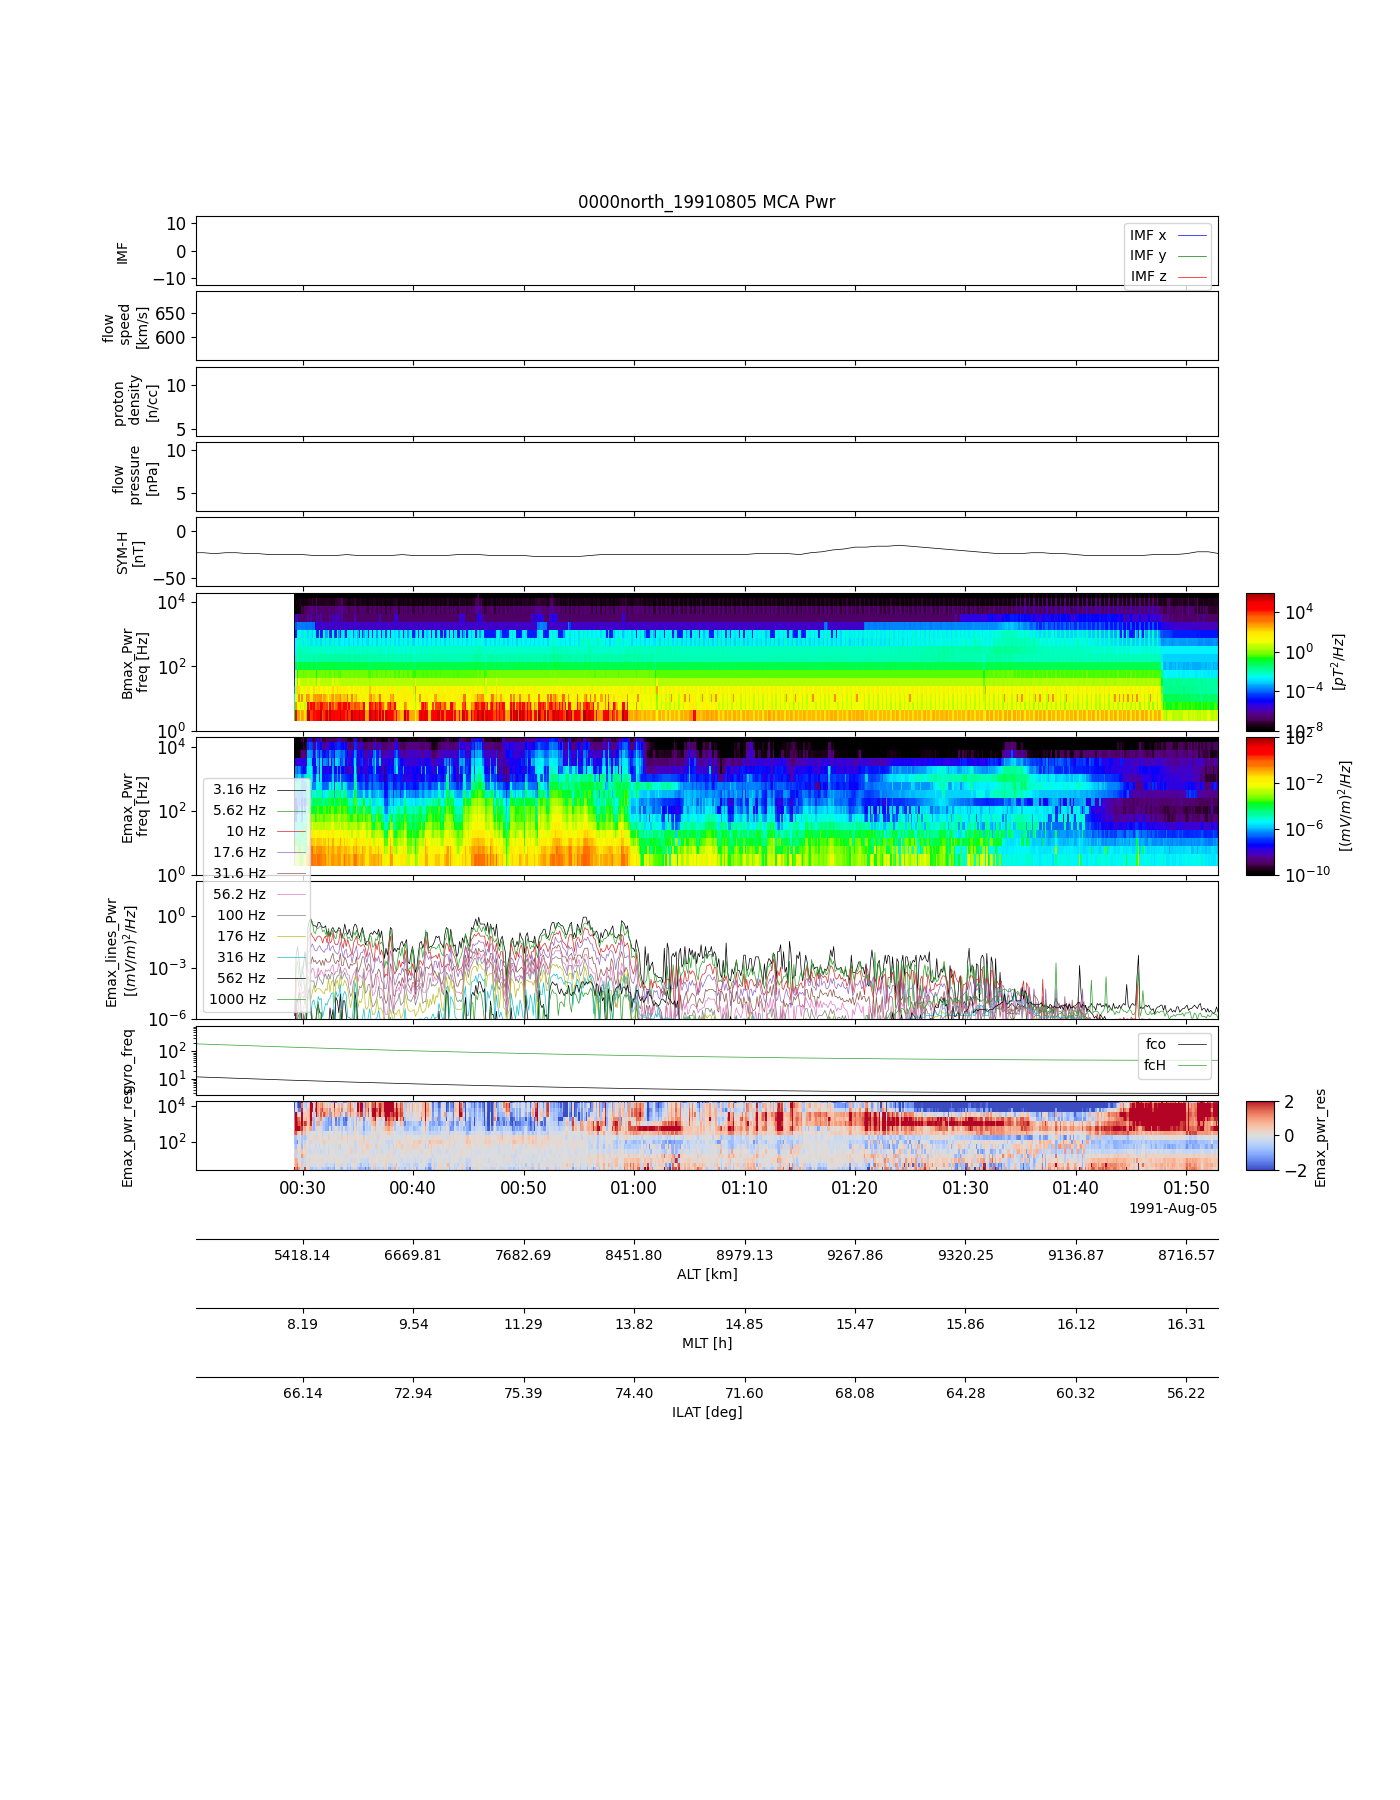 0000north_19910805 MCA Pwr
10
0
−10
IMF
IMF x
IMF y
IMF z
650
600
flow
speed
[km/s]
10
5
proton
density
[n/cc]
10
5
flow
pressure
[nPa]
0
−50
SYM-H
[nT]
10^4
10^2
10^0
Bmax_Pwr
freq [Hz]
10^4
10^0
10^-4
10^-8
[pT^2/Hz]
10^4
10^2
10^0
Emax_Pwr
freq [Hz]
10^2
10^-2
10^-6
10^-10
[(mV/m)^2/Hz]
3.16 Hz
5.62 Hz
10 Hz
17.6 Hz
31.6 Hz
56.2 Hz
100 Hz
176 Hz
316 Hz
562 Hz
1000 Hz
10^0
10^-3
10^-6
Emax_lines_Pwr
[(mV/m)^2/Hz]
10^2
10^1
gyro_freq
fco
fcH
10^4
10^2
Emax_pwr_res
2
0
−2
Emax_pwr_res
00:30 00:40 00:50 01:00 01:10 01:20 01:30 01:40 01:50
1991-Aug-05
5418.14 6669.81 7682.69 8451.80 8979.13 9267.86 9320.25 9136.87 8716.57
ALT [km]
8.19 9.54 11.29 13.82 14.85 15.47 15.86 16.12 16.31
MLT [h]
66.14 72.94 75.39 74.40 71.60 68.08 64.28 60.32 56.22
ILAT [deg]